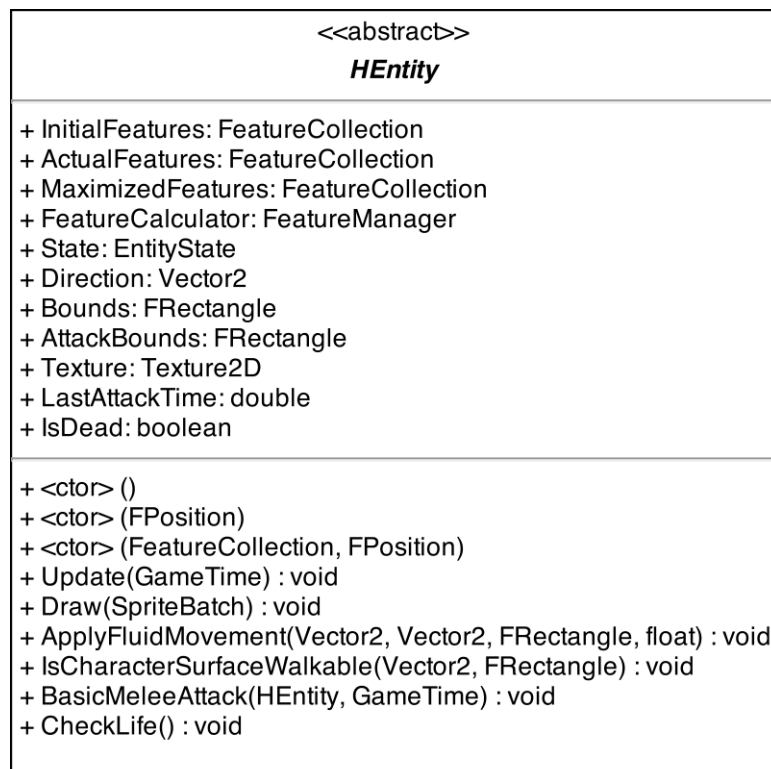 <<abstract>>
HEntity
+ InitialFeatures: FeatureCollection
+ ActualFeatures: FeatureCollection
+ MaximizedFeatures: FeatureCollection
+ FeatureCalculator: FeatureManager
+ State: EntityState
+ Direction: Vector2
+ Bounds: FRectangle
+ AttackBounds: FRectangle
+ Texture: Texture2D
+ LastAttackTime: double
+ IsDead: boolean
+ <ctor> ()
+ <ctor> (FPosition)
+ <ctor> (FeatureCollection, FPosition)
+ Update(GameTime) : void
+ Draw(SpriteBatch) : void
+ ApplyFluidMovement(Vector2, Vector2, FRectangle, float) : void
+ IsCharacterSurfaceWalkable(Vector2, FRectangle) : void
+ BasicMeleeAttack(HEntity, GameTime) : void
+ CheckLife() : void